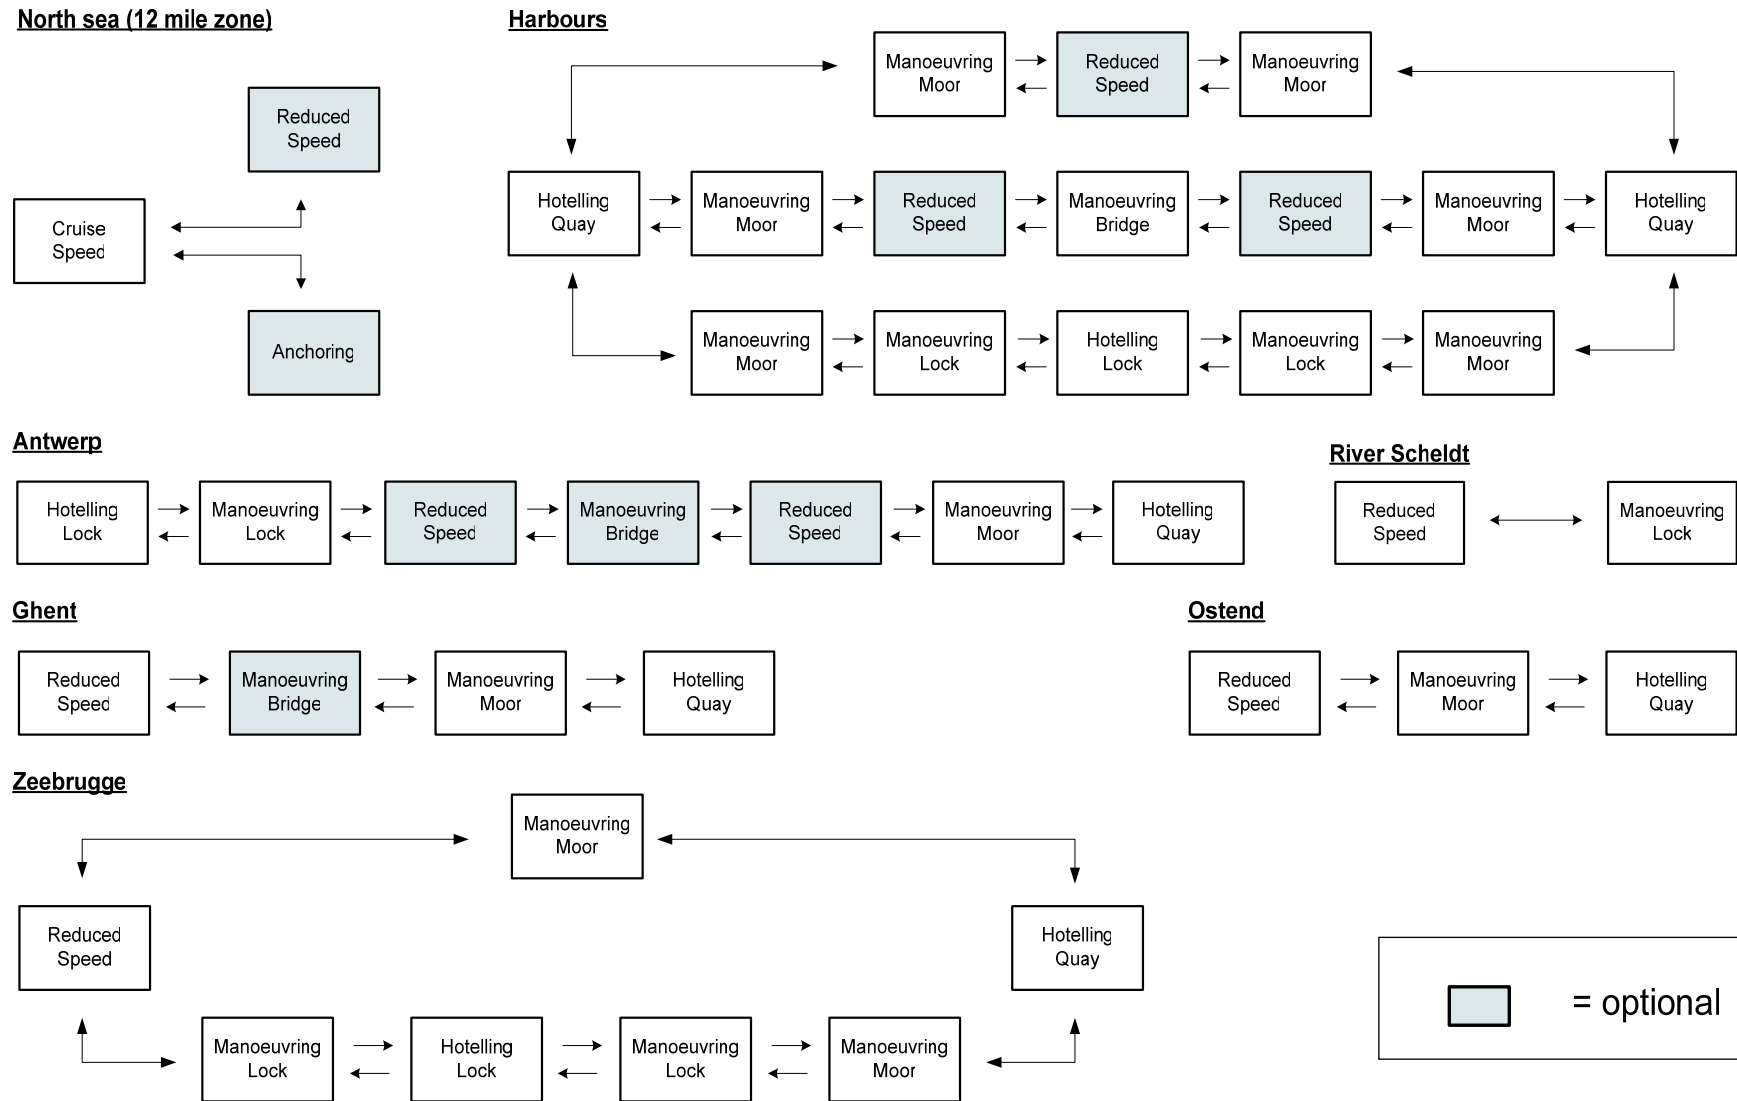 North sea (12 mile zone)
Reduced
Speed
Cruise
Speed
Anchoring
Harbours
Manoeuvring
Moor
Reduced
Speed
Manoeuvring
Moor
Hotelling
Quay
Manoeuvring
Moor
Reduced
Speed
Manoeuvring
Bridge
Reduced
Speed
Manoeuvring
Moor
Hotelling
Quay
Manoeuvring
Moor
Manoeuvring
Lock
Hotelling
Lock
Manoeuvring
Lock
Manoeuvring
Moor
Antwerp
Hotelling
Lock
Manoeuvring
Lock
Reduced
Speed
Manoeuvring
Bridge
Reduced
Speed
Manoeuvring
Moor
Hotelling
Quay
River Scheldt
Reduced
Speed
Manoeuvring
Lock
Ghent
Reduced
Speed
Manoeuvring
Bridge
Manoeuvring
Moor
Hotelling
Quay
Ostend
Reduced
Speed
Manoeuvring
Moor
Hotelling
Quay
Zeebrugge
Manoeuvring
Moor
Reduced
Speed
Hotelling
Quay
Manoeuvring
Lock
Hotelling
Lock
Manoeuvring
Lock
Manoeuvring
Moor
= optional